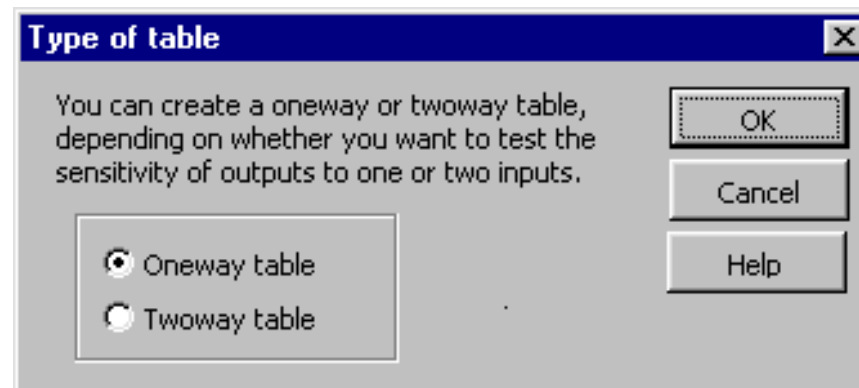 Type of table
You can create a oneway or twoway table,
depending on whether you want to test the
sensitivity of outputs to one or two inputs.
OK
Cancel
Help
Oneway table
Twoway table